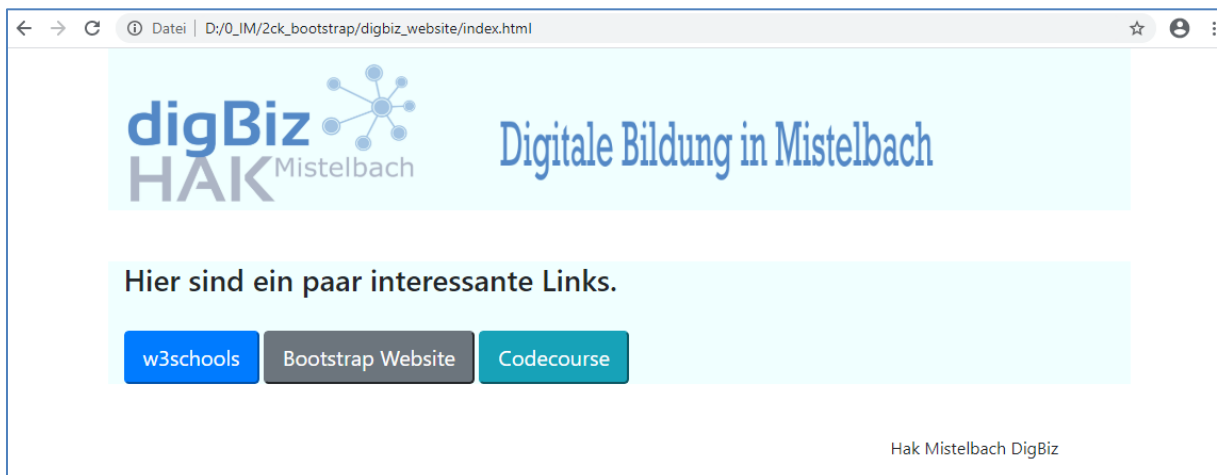 Datei | D:/0_IM/2ck_bootstrap/digbiz_website/index.html
digBiz
HAK Mistelbach
Digitale Bildung in Mistelbach
Hier sind ein paar interessante Links.
w3schools Bootstrap Website Codecourse
Hak Mistelbach DigBiz